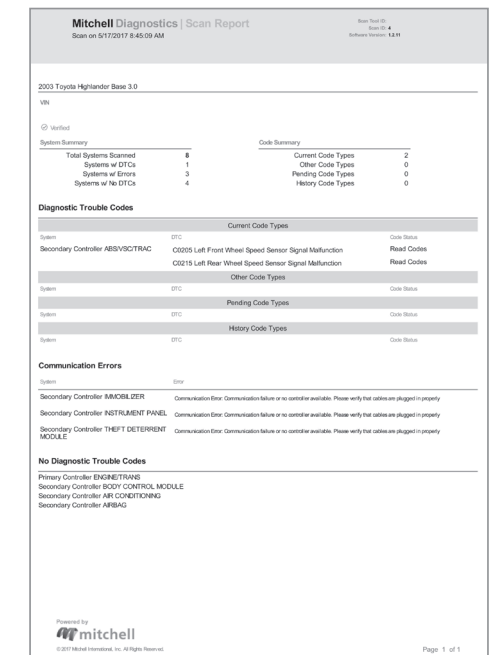 Mitchell Diagnostics | Scan Report
Scan on 5/17/2017 8:45:09 AM
Scan Tool ID:
Scan ID: 4
Software Version: 1.2.11
2003 Toyota Highlander Base 3.0
VIN
Verified
System Summary
Total Systems Scanned 8
Systems w/ DTCs 1
Systems w/ Errors 3
Systems w/ No DTCs 4
Code Summary
Current Code Types 2
Other Code Types 0
Pending Code Types 0
History Code Types 0
Diagnostic Trouble Codes
Current Code Types
System DTC Code Status
Secondary Controller ABS/VSC/TRAC C0205 Left Front Wheel Speed Sensor Signal Malfunction Read Codes
C0215 Left Rear Wheel Speed Sensor Signal Malfunction Read Codes
Other Code Types
System DTC Code Status
Pending Code Types
System DTC Code Status
History Code Types
System DTC Code Status
Communication Errors
System Error
Secondary Controller IMMOBILIZER Communication Error: Communication failure or no controller available. Please verify that cables are plugged in properly
Secondary Controller INSTRUMENT PANEL Communication Error: Communication failure or no controller available. Please verify that cables are plugged in properly
Secondary Controller THEFT DETERRENT Communication Error: Communication failure or no controller available. Please verify that cables are plugged in properly
MODULE
No Diagnostic Trouble Codes
Primary Controller ENGINE/TRANS
Secondary Controller BODY CONTROL MODULE
Secondary Controller AIR CONDITIONING
Secondary Controller AIRBAG
Powered by
mitchell
© 2017 Mitchell International, Inc. All Rights Reserved.
Page 1 of 1